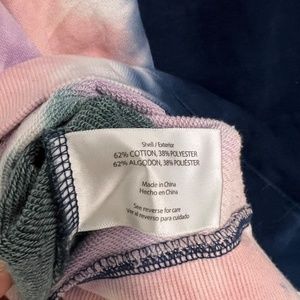 Shell / Exterior
62% COTTON, 38% POLYESTER
62% ALGODON, 38% POLIÉSTER
Made in China
Hecho en China
See reverse for care
Ver al reverso para cuidado